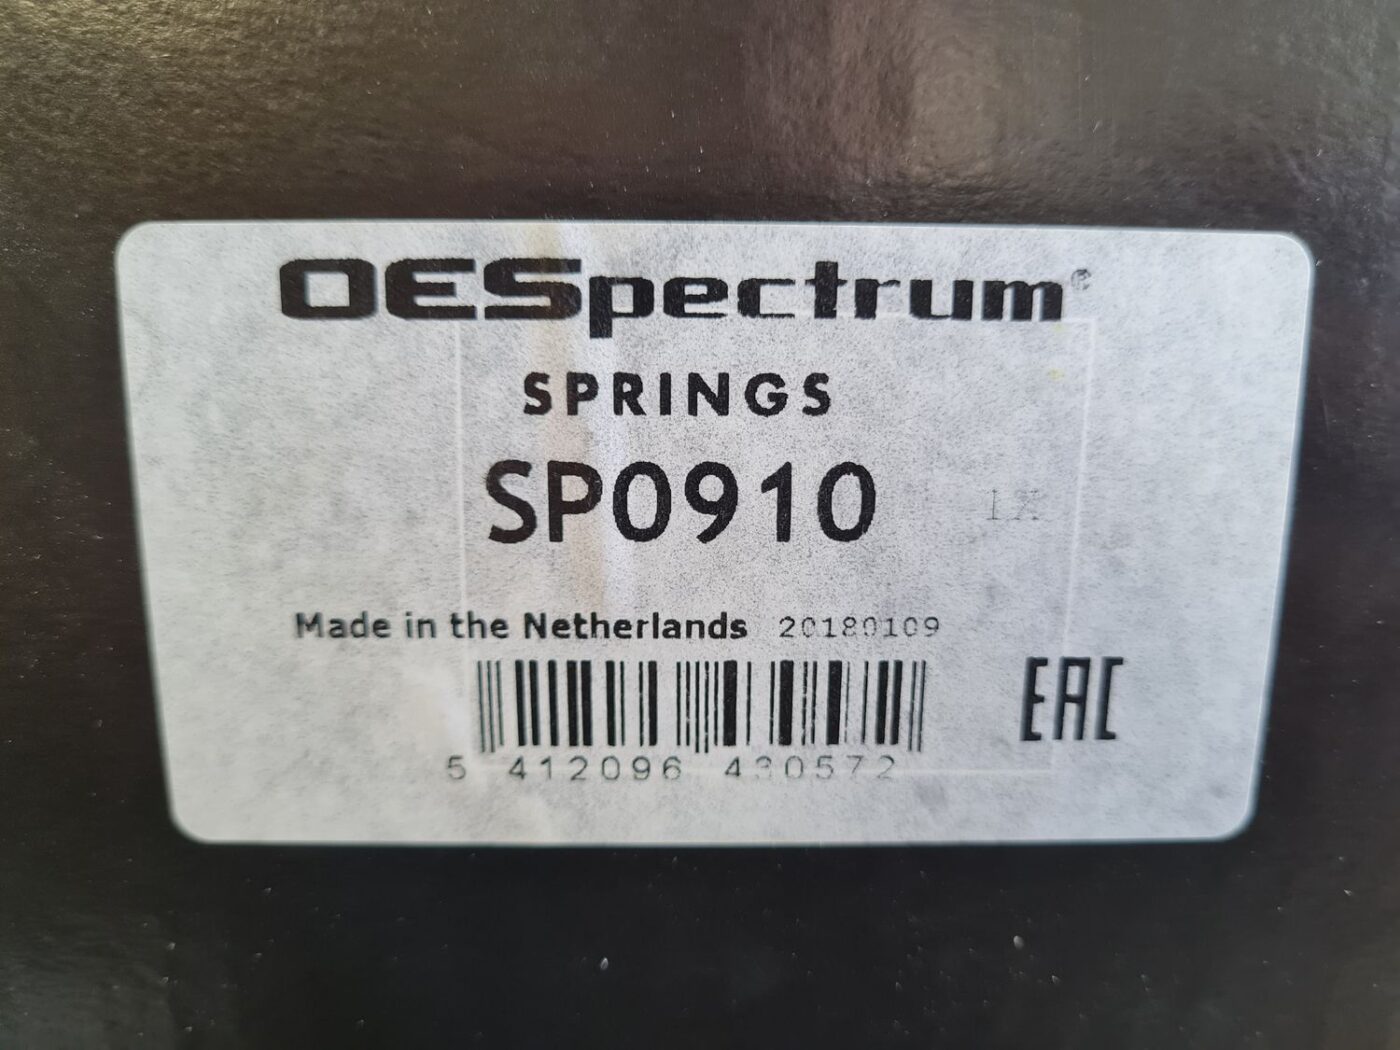 OESpectrum®
SPRINGS
SP0910 1X
Made in the Netherlands 20180109
5 412096 430572
EAC